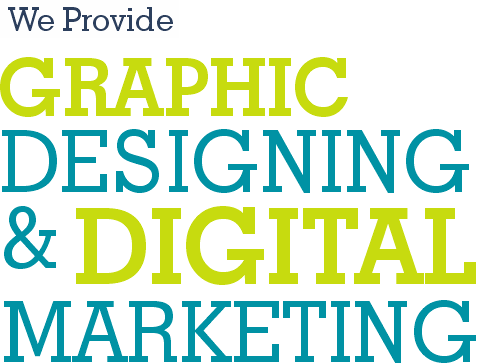 We Provide
GRAPHIC
DESIGNING
& DIGITAL
MARKETING